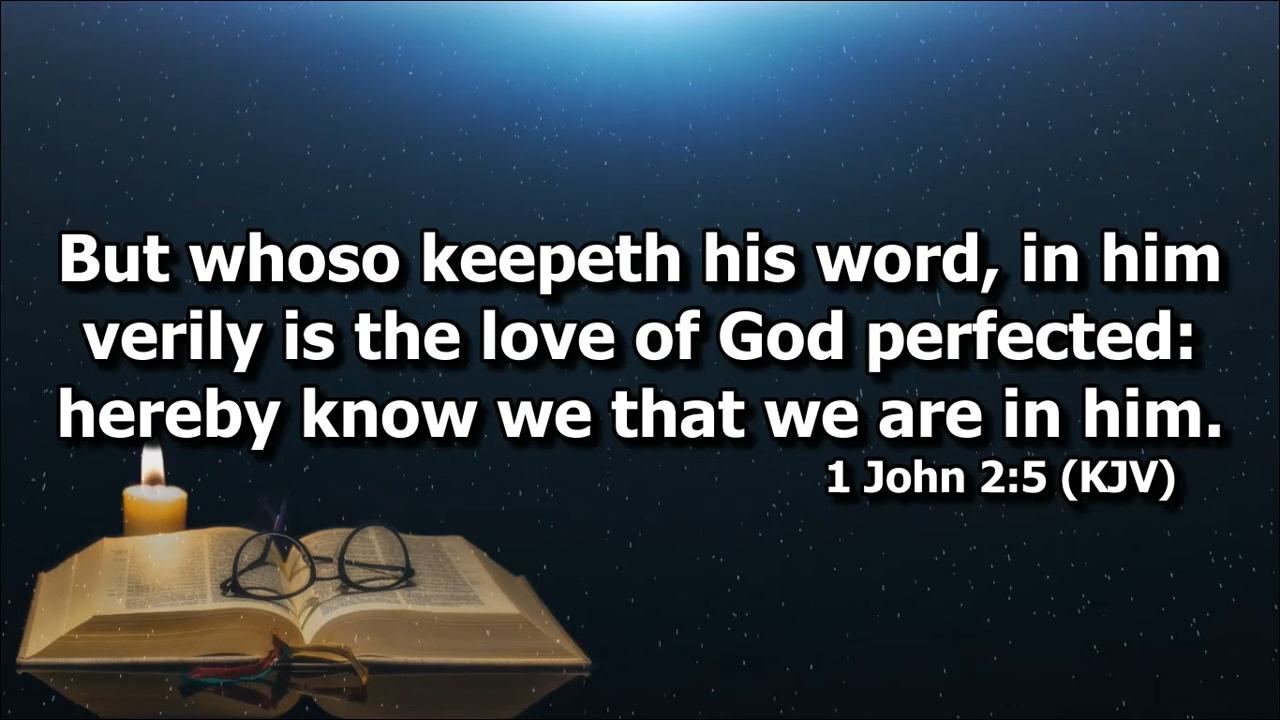 But whoso keepeth his word, in him
verily is the love of God perfected:
hereby know we that we are in him.
1 John 2:5 (KJV)